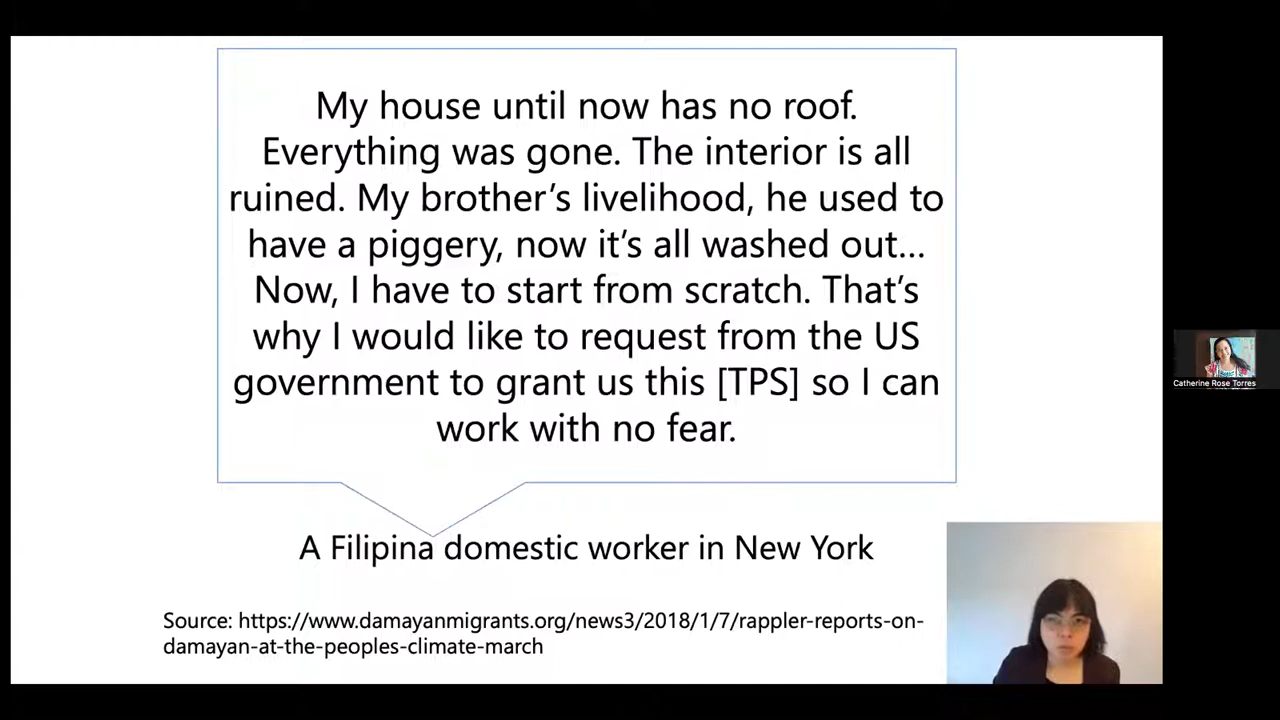 My house until now has no roof.
Everything was gone. The interior is all
ruined. My brother’s livelihood, he used to
have a piggery, now it’s all washed out…
Now, I have to start from scratch. That’s
why I would like to request from the US
government to grant us this [TPS] so I can
work with no fear.
A Filipina domestic worker in New York
Source: https://www.damayanmigrants.org/news3/2018/1/7/rappler-reports-on-
damayan-at-the-peoples-climate-march
Catherine Rose Torres